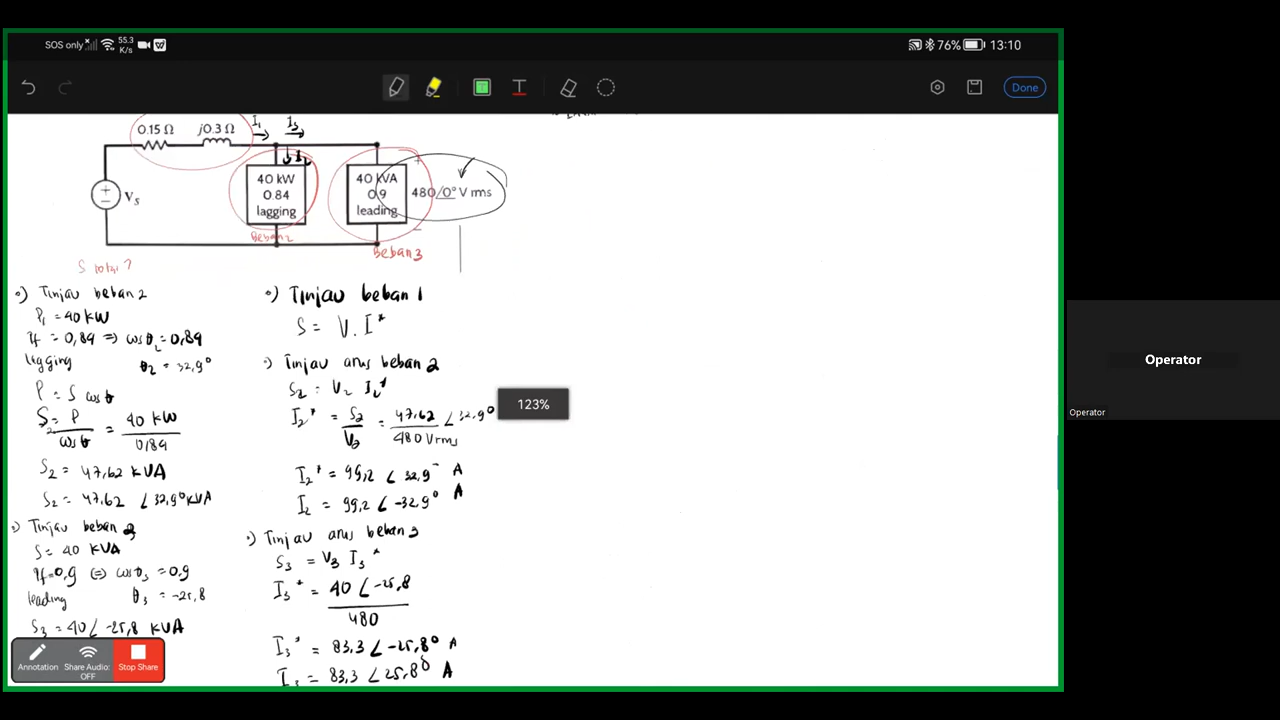 SOS only
55.3
K/s
76%
13:10
Done
I₁
I₃
0.15 Ω
j0.3 Ω
I₂
Vs
40 kW
0.84
lagging
40 kVA
0.9
leading
+
480/0° V rms
−
Beban 2
Beban 3
S total ?
Tinjau beban 2
P₁ = 40 kW
Pf = 0,84 => cos θ₂ = 0,84
lagging θ₂ = 32,9°
P = S cos θ
S₂ = P / cos θ = 40 kW / 0,84
S₂ = 47,62 KVA
S₂ = 47,62 ∠32,9° KVA
Tinjau beban 3
S = 40 KVA
Pf = 0,9 (=) cos θ₃ = 0,9
leading θ₃ = -25,8
S₃ = 40 ∠ -25,8 KVA
Tinjau beban 1
S = V . I*
Tinjau arus beban 2
S₂ = V₂ I₂*
I₂* = S₂ / V₂ = 47,62 / 480 Vrms ∠32,9°
I₂* = 99,2 ∠ 32,9° A
I₂ = 99,2 ∠ -32,9° A
Tinjau arus beban 3
S₃ = V₃ I₃*
I₃* = 40 ∠ -25,8 / 480
I₃* = 83,3 ∠ -25,8° A
I₃ = 83,3 ∠ 25,8° A
123%
Annotation
Share Audio:
OFF
Stop Share
Operator
Operator